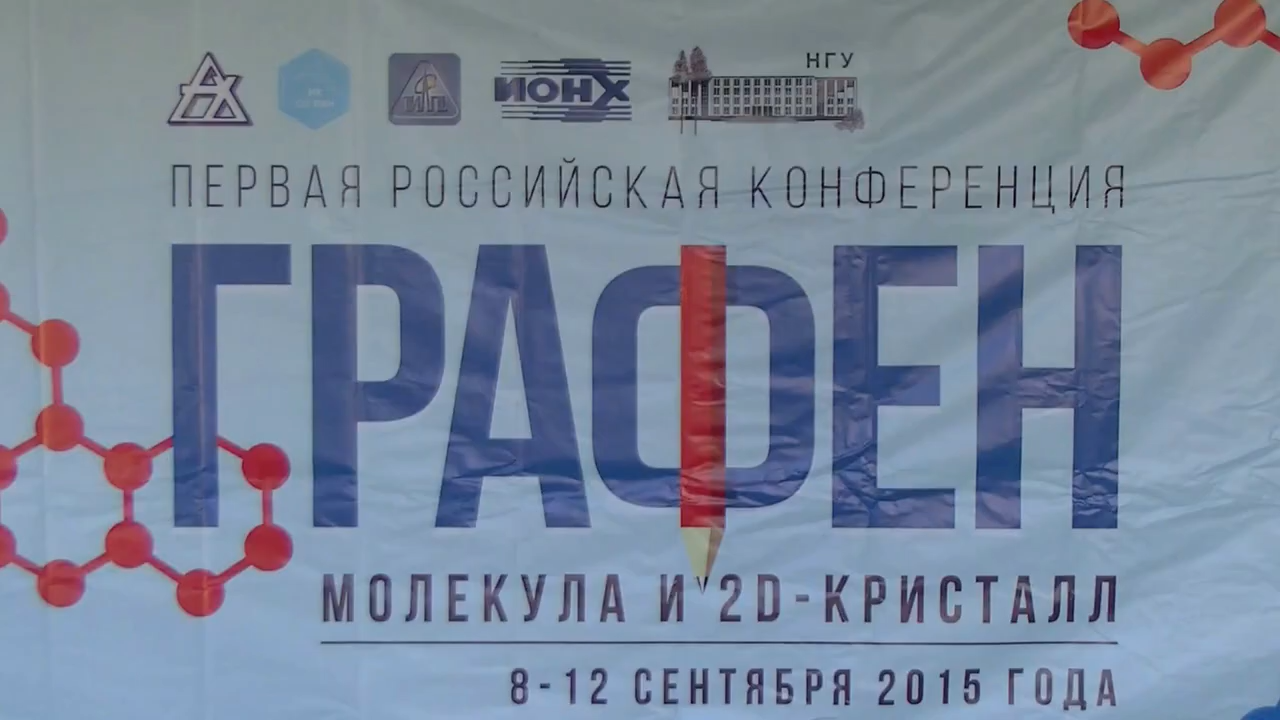 ИОНХ НГУ
ПЕРВАЯ РОССИЙСКАЯ КОНФЕРЕНЦИЯ
ГРАФЕН
МОЛЕКУЛА И 2D-КРИСТАЛЛ
8-12 СЕНТЯБРЯ 2015 ГОДА